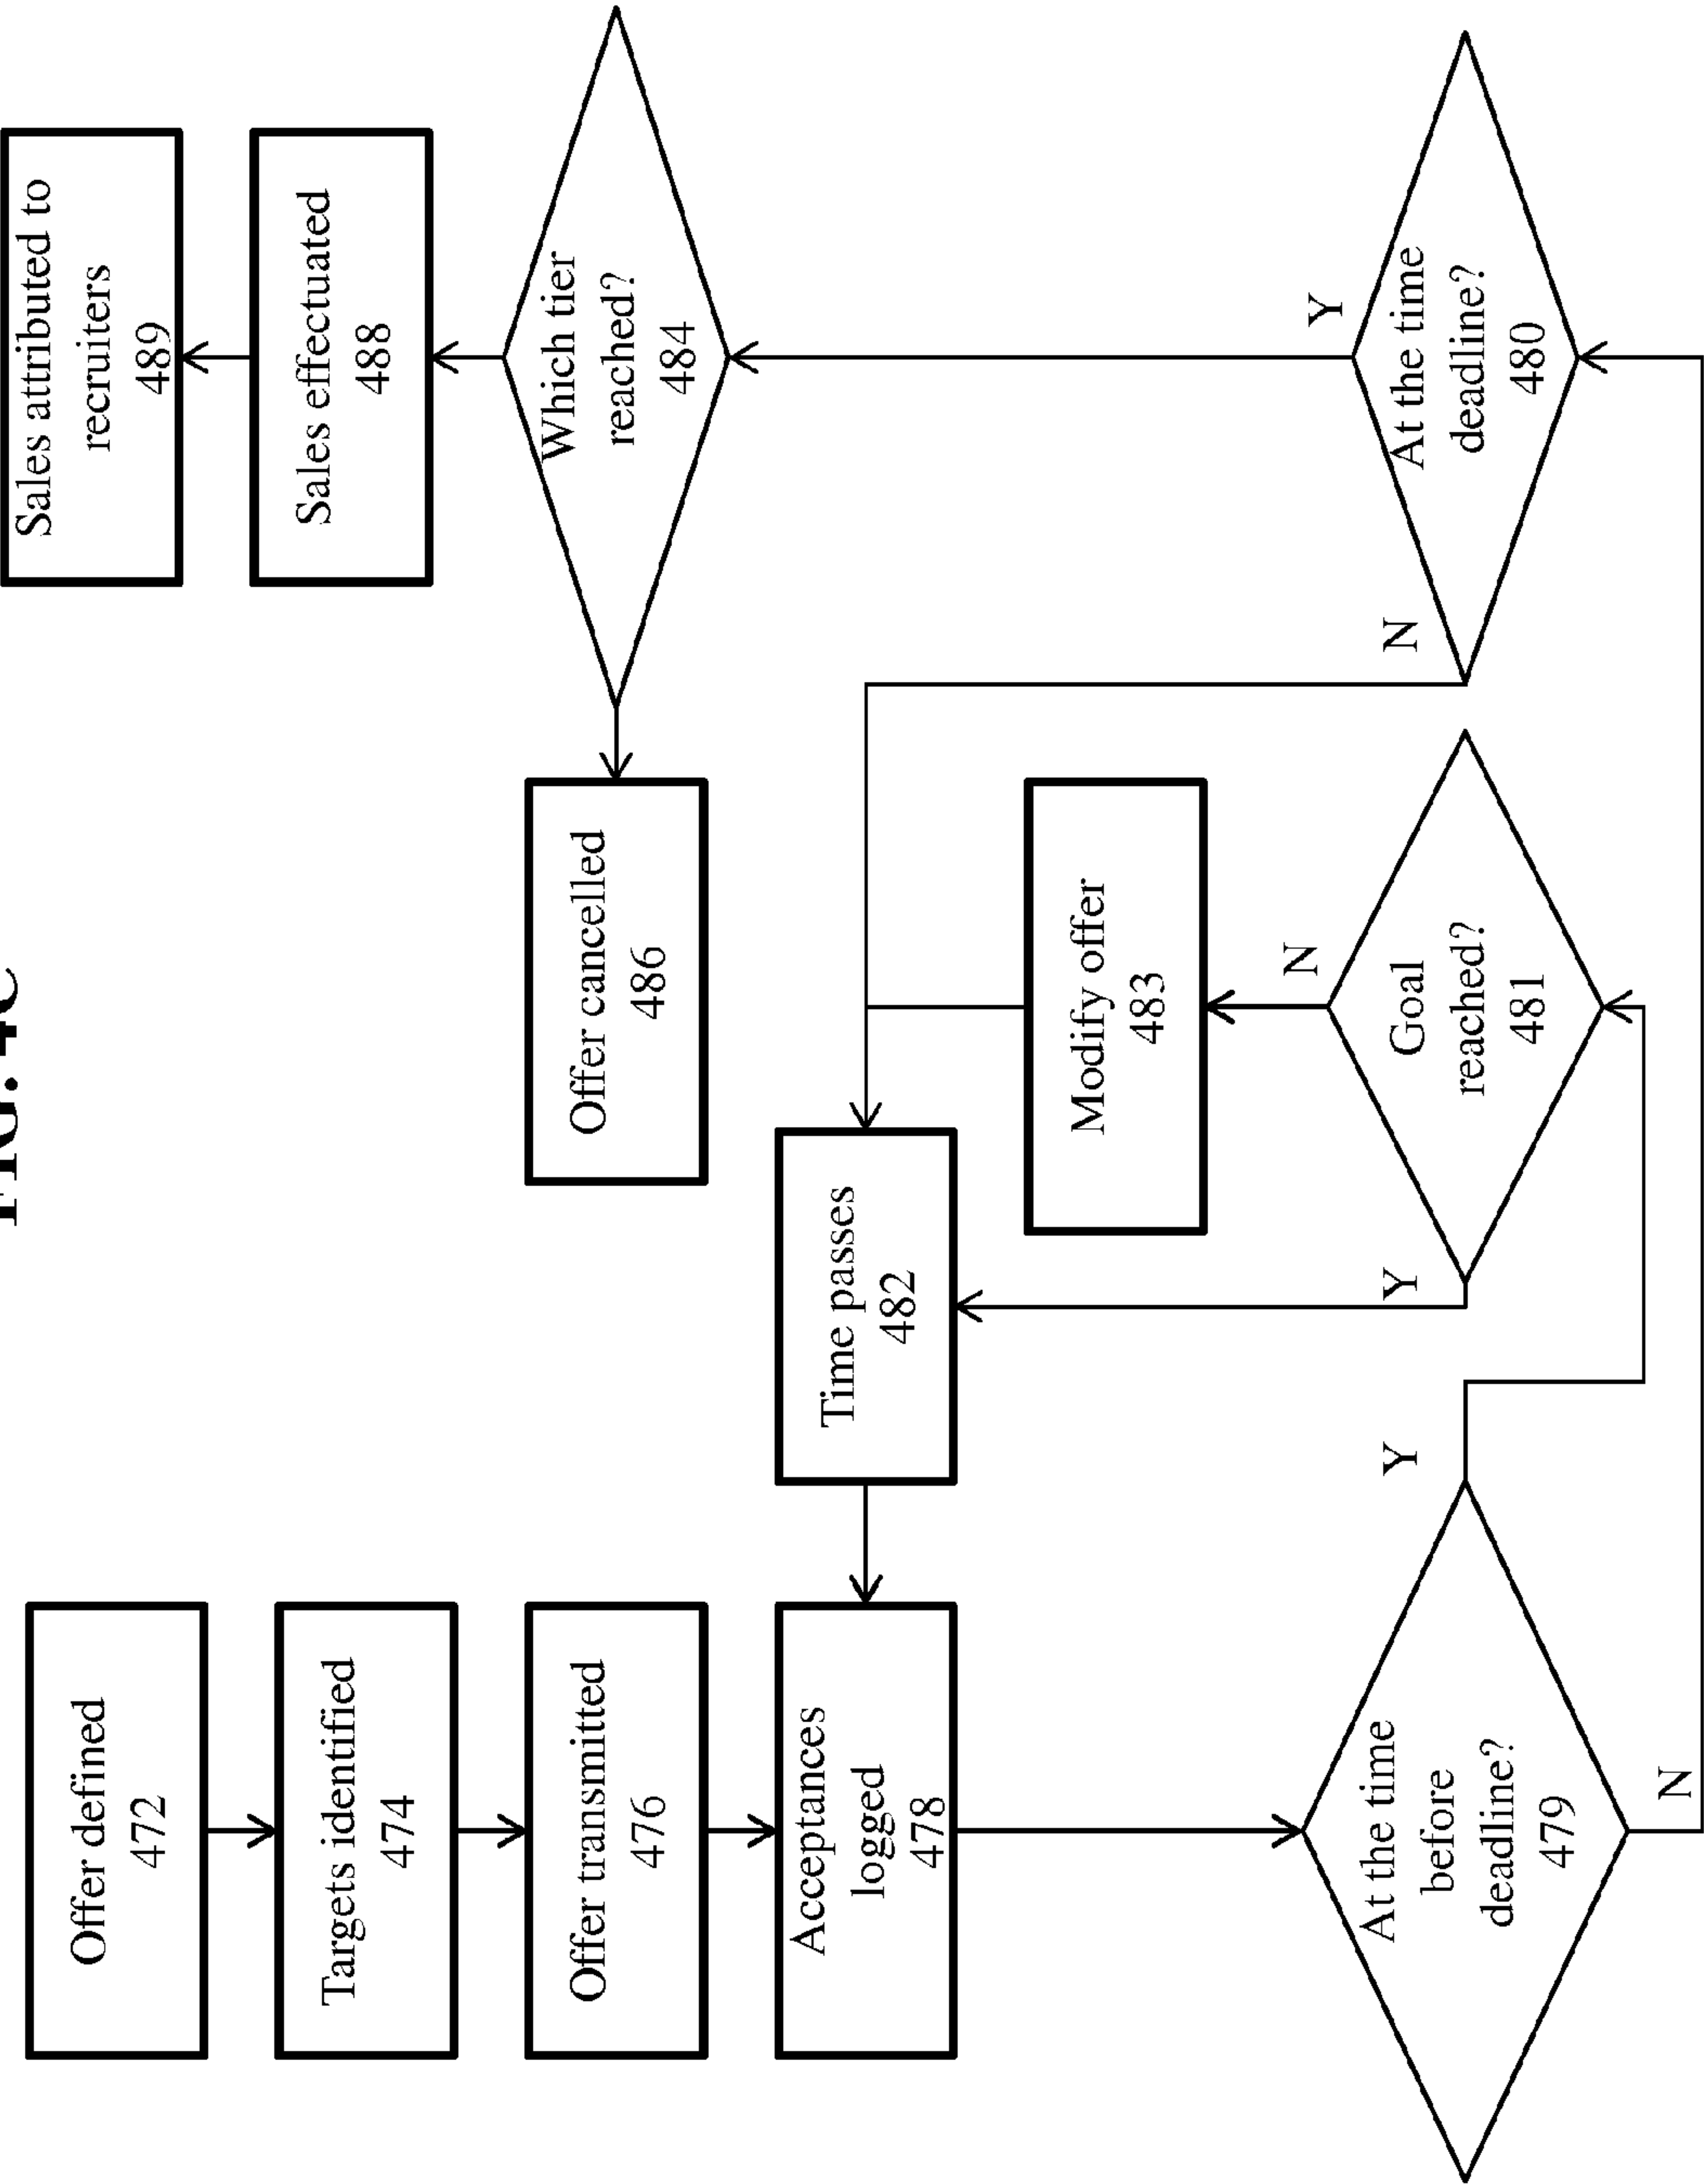 FIG. 4C
Offer defined
472
Targets identified
474
Offer transmitted
476
Acceptances
logged
478
At the time
before
deadline?
479
Y
N
Time passes
482
Y
Goal
reached?
481
N
Modify offer
483
Offer cancelled
486
N
At the time
deadline?
480
Y
Which tier
reached?
484
Sales effectuated
488
Sales attributed to
recruiters
489